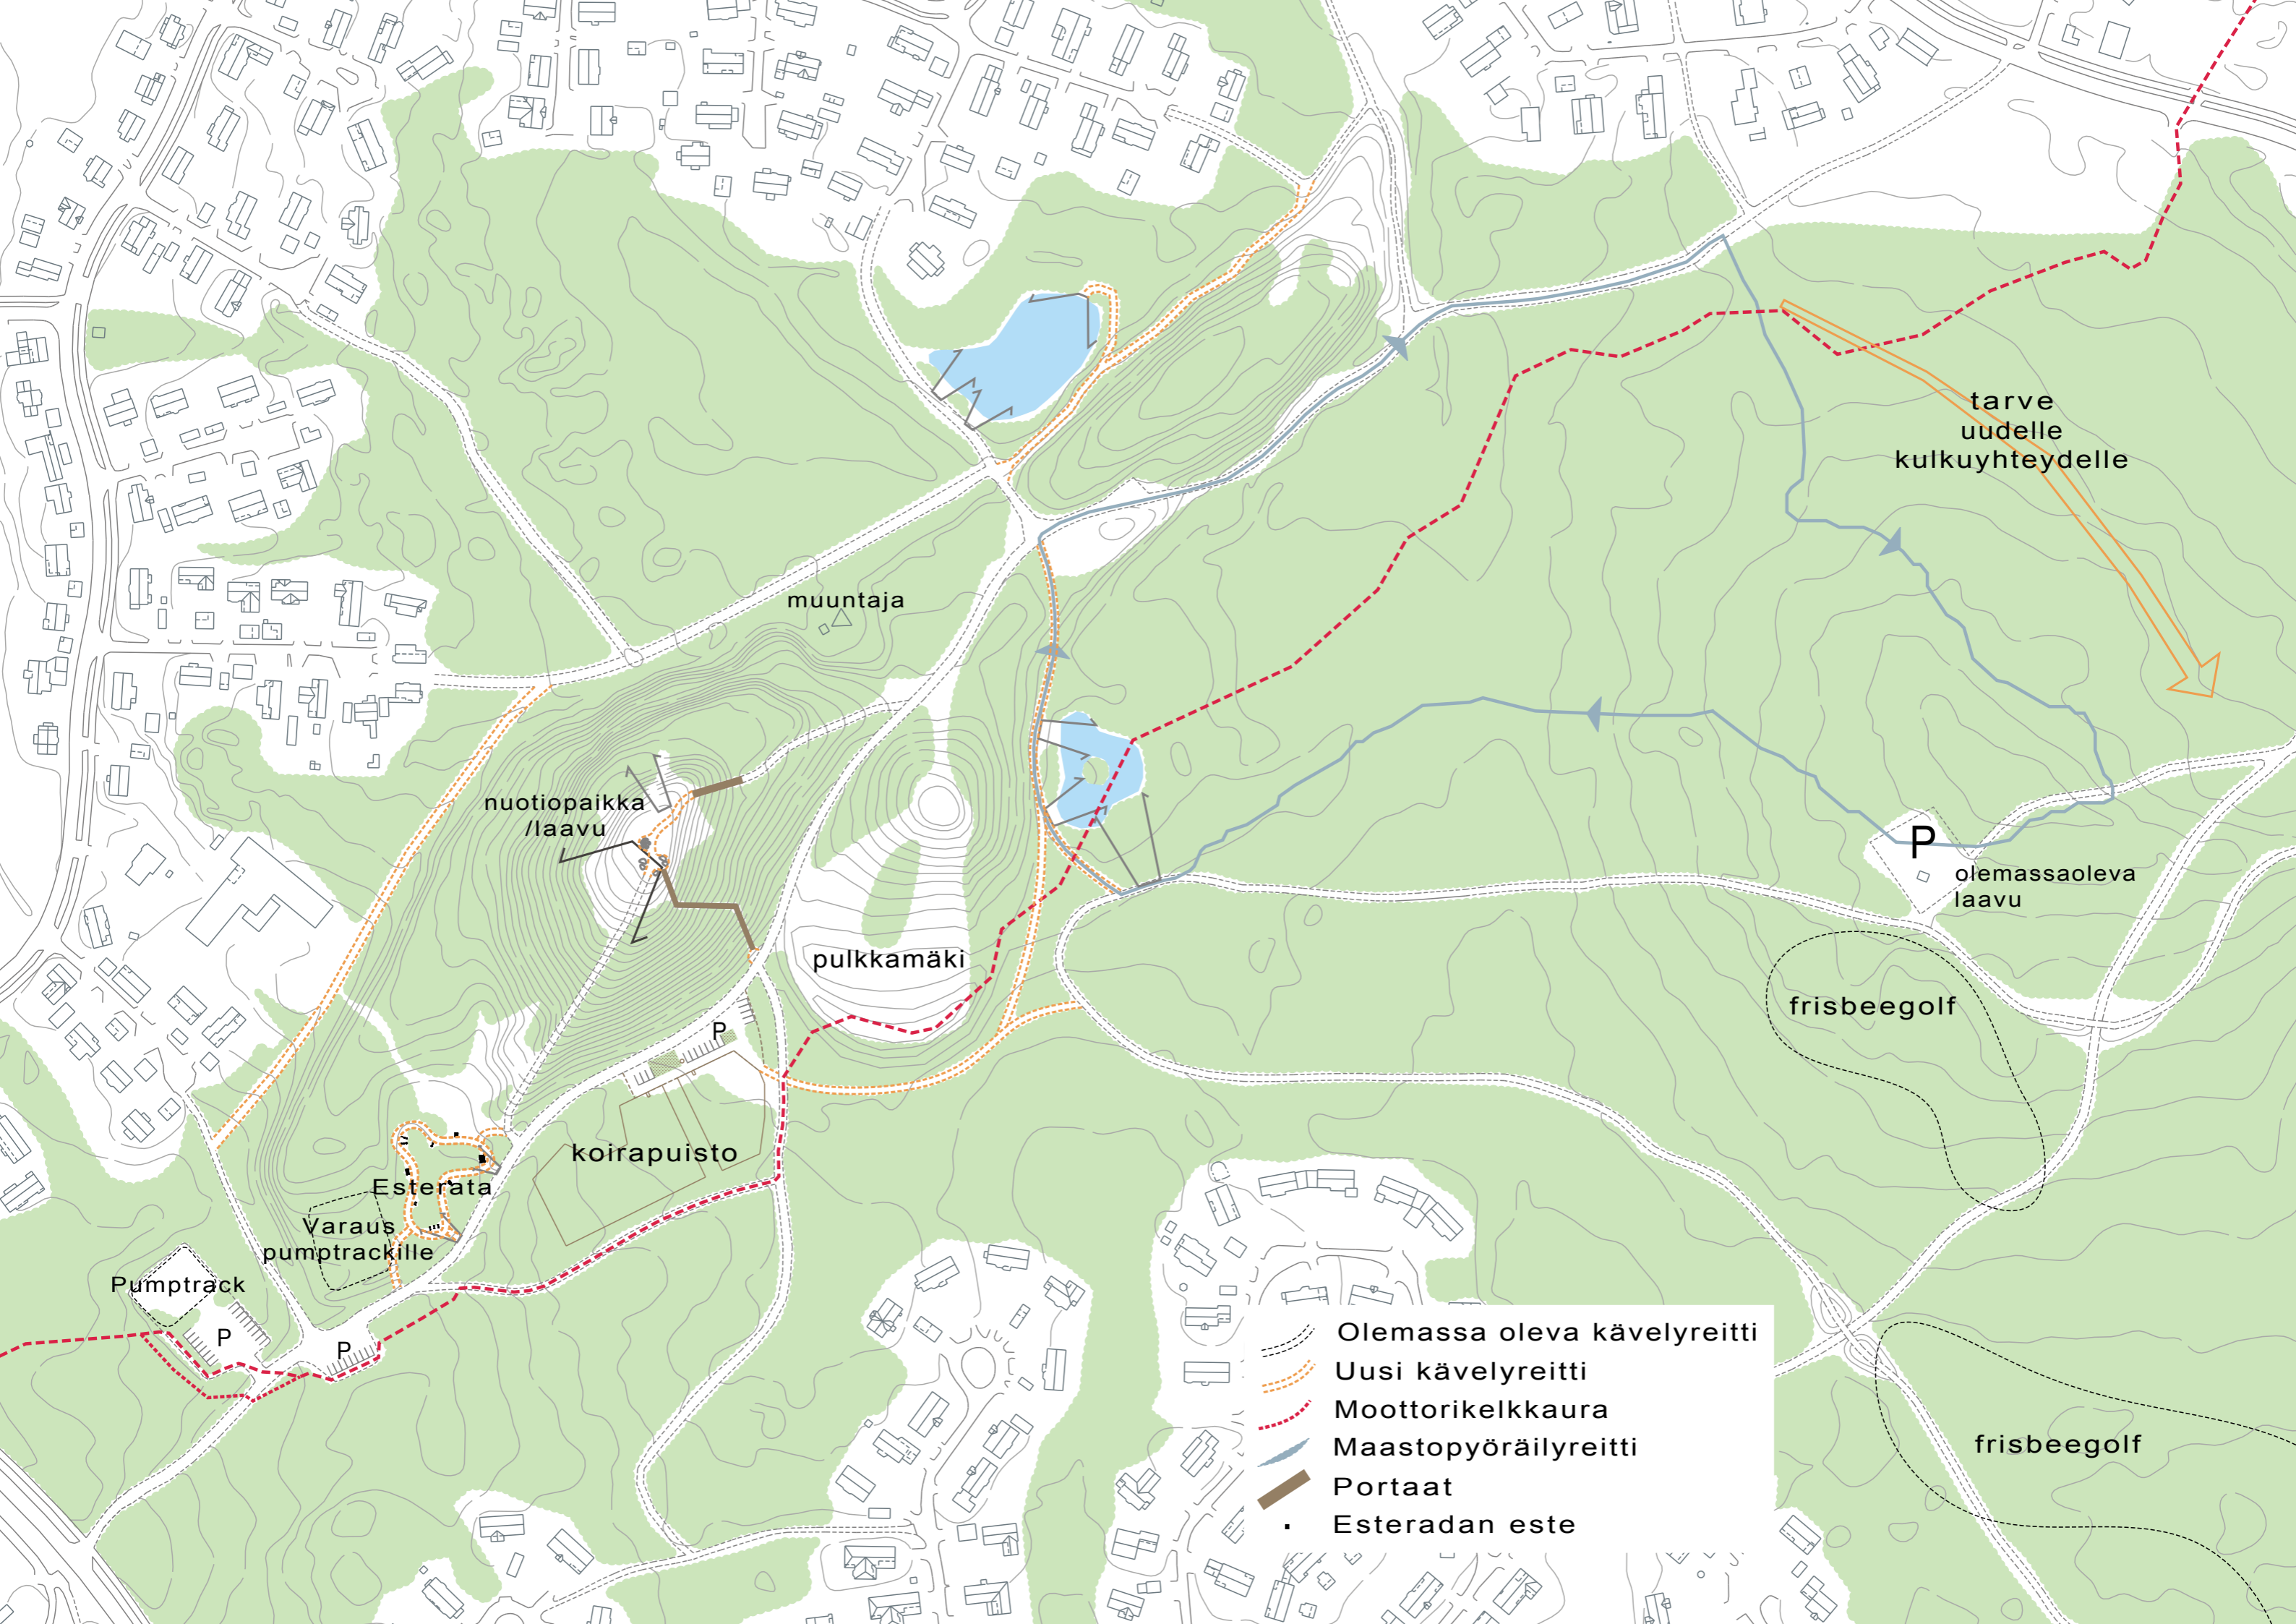 tarve
uudelle
kulkuyhteydelle
muuntaja
nuotiopaikka
/laavu
P
olemassaoleva
laavu
pulkkamäki
frisbeegolf
P
koirapuisto
Esterata
Varaus
pumptrackille
Pumptrack
P
P
Olemassa oleva kävelyreitti
Uusi kävelyreitti
Moottorikelkkaura
Maastopyöräilyreitti
Portaat
Esteradan este
frisbeegolf